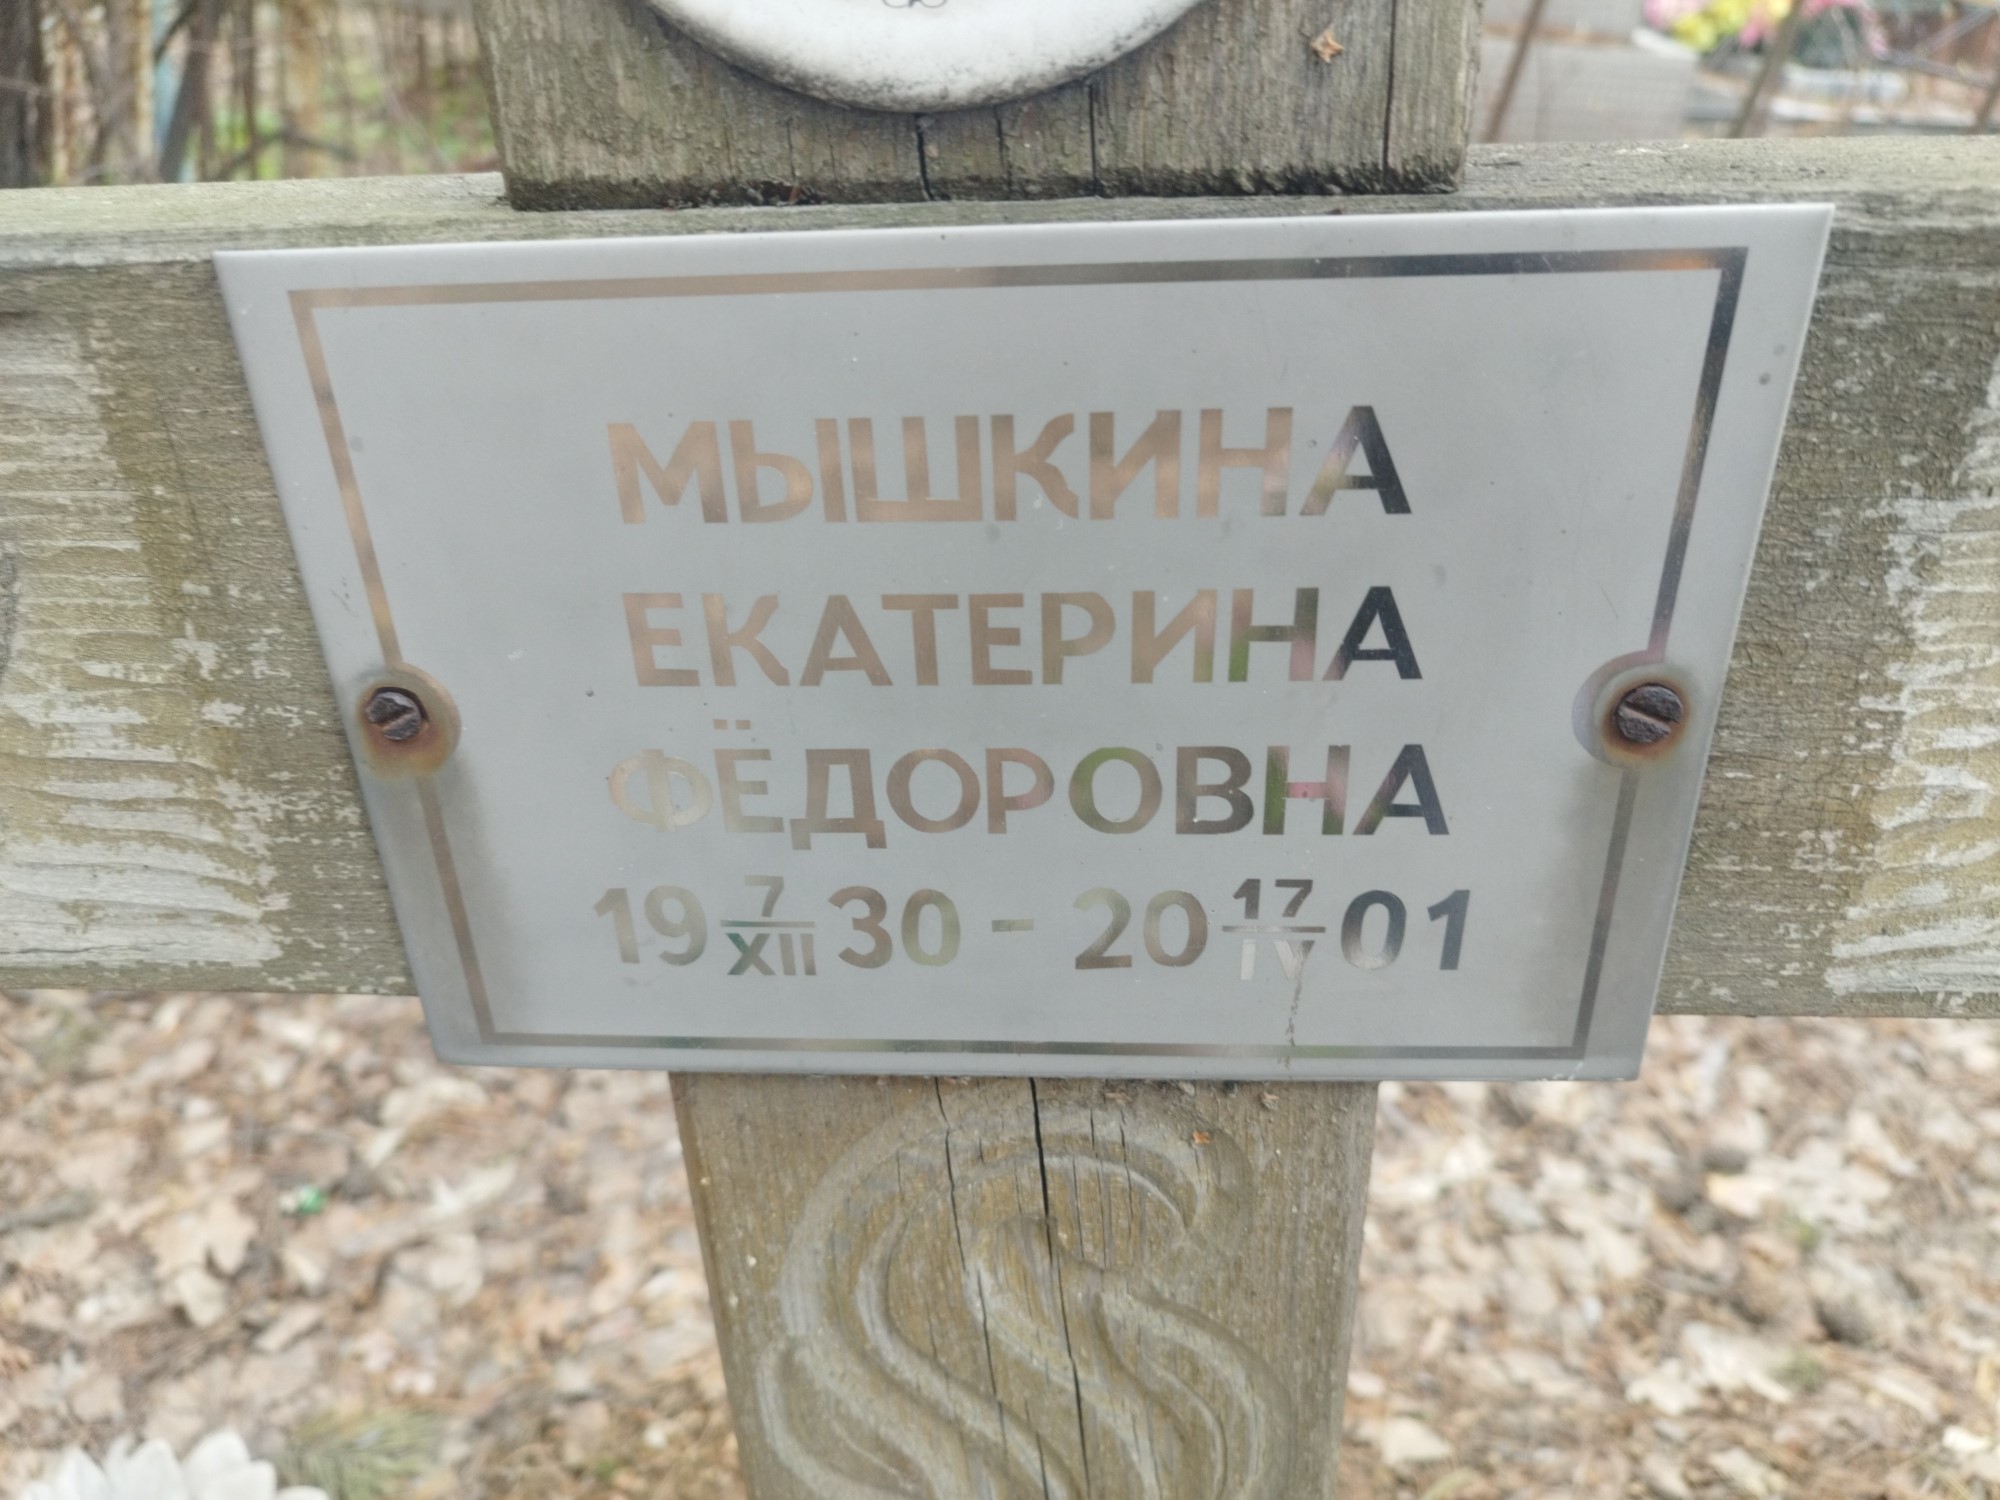 МЫШКИНА
ЕКАТЕРИНА
ФЁДОРОВНА
19 7/XII 30 - 20 17/IV 01